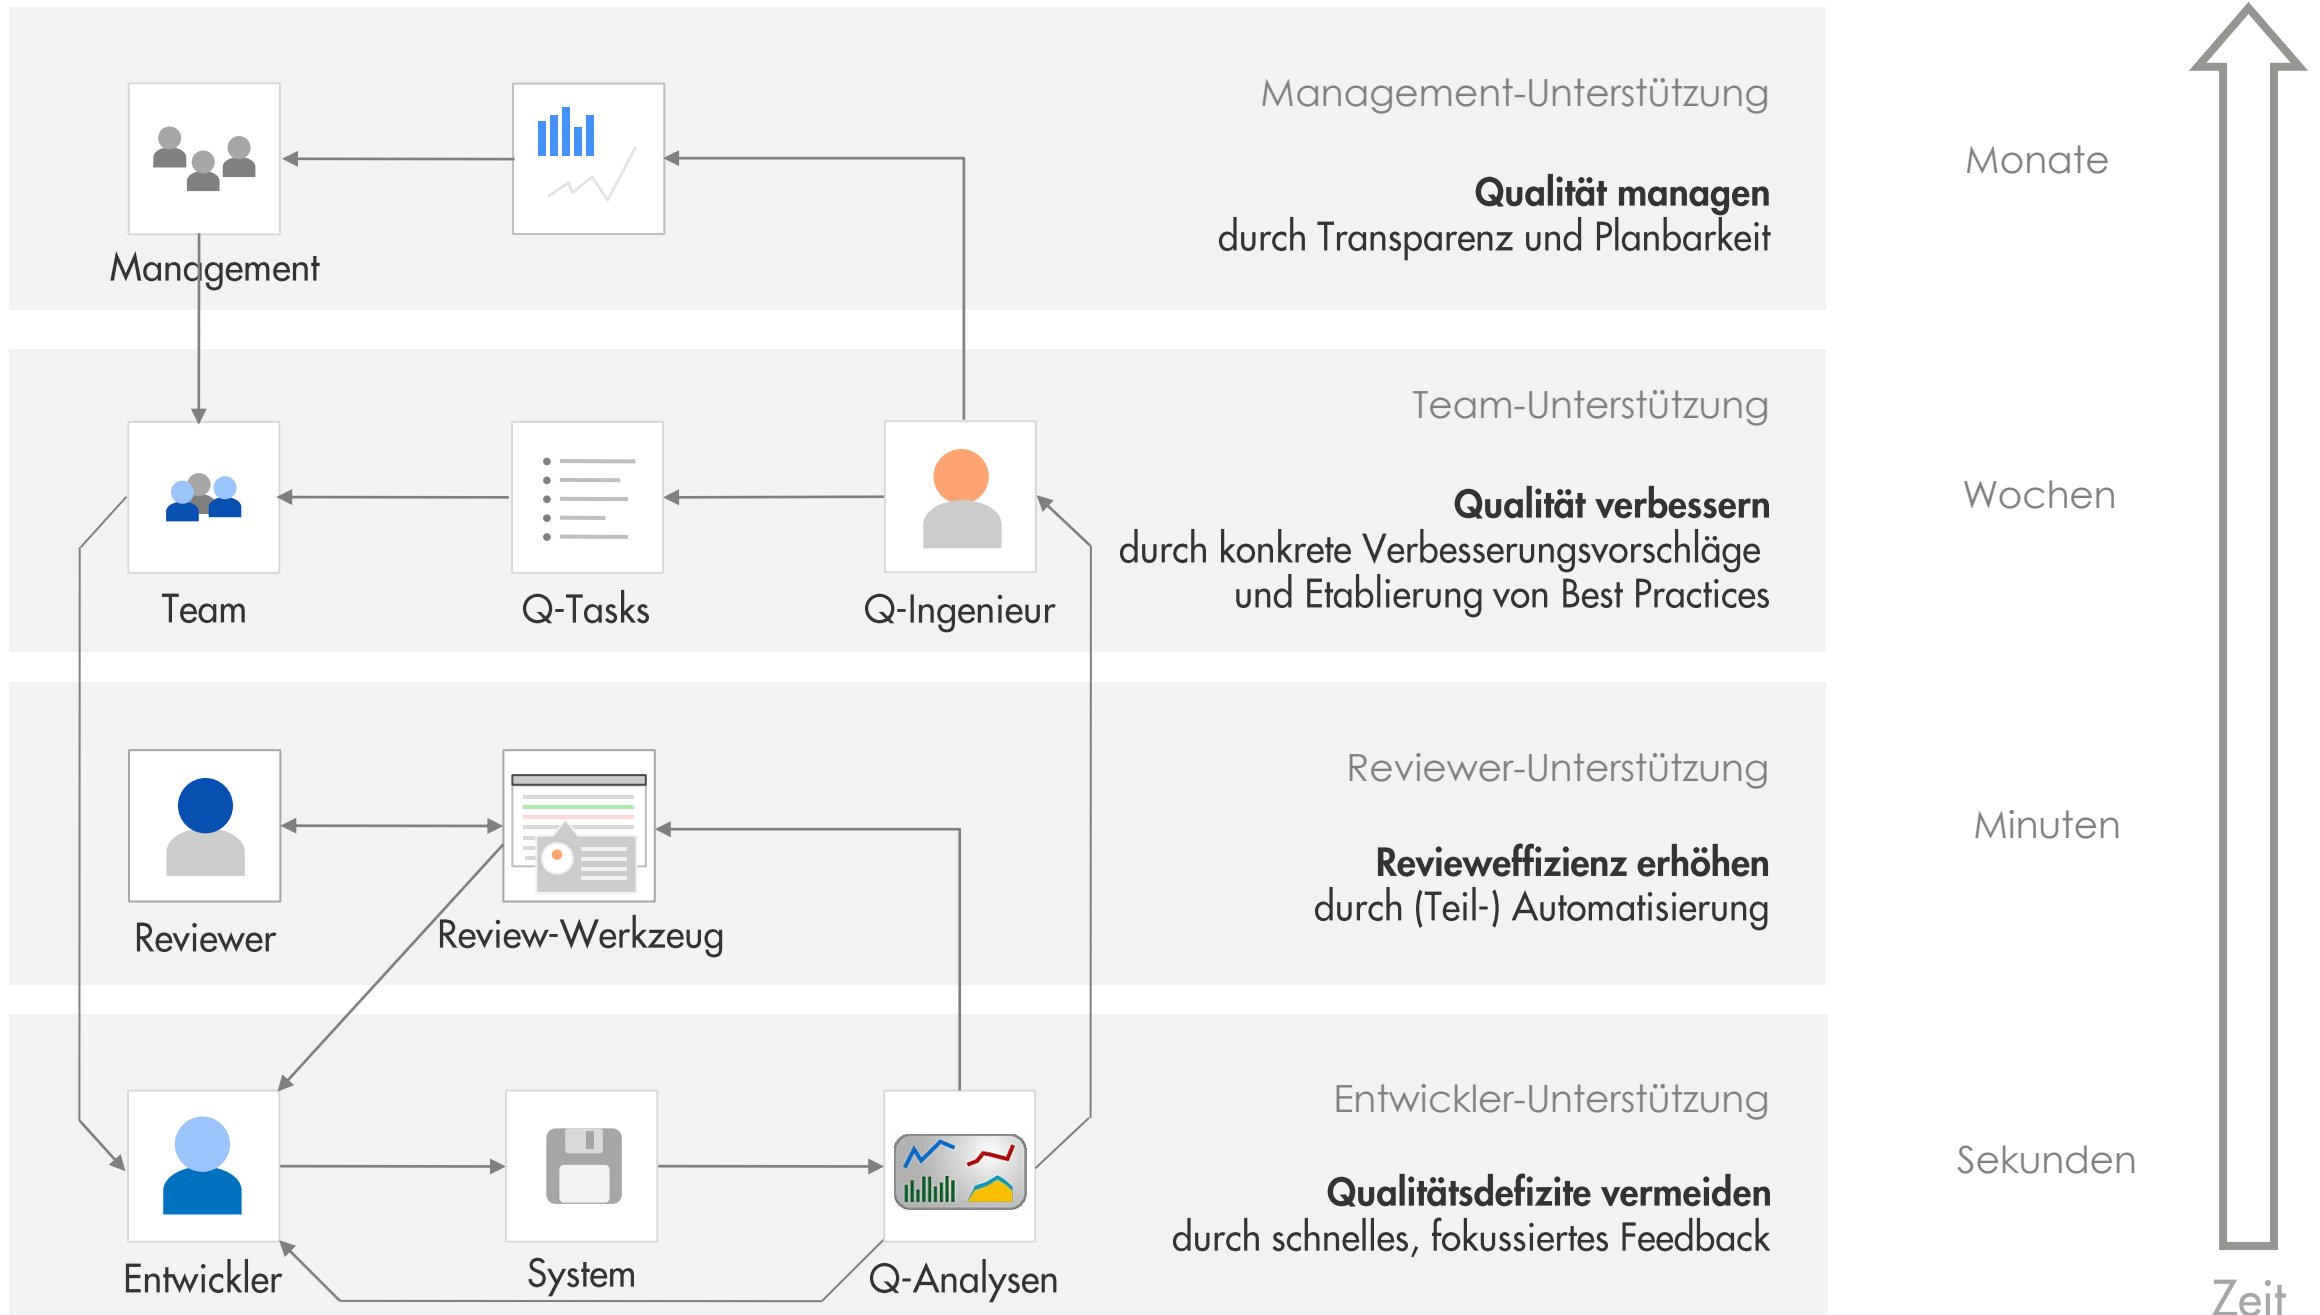 Management-Unterstützung
Monate
Qualität managen
durch Transparenz und Planbarkeit
Management
Team-Unterstützung
Wochen
Qualität verbessern
durch konkrete Verbesserungsvorschläge
und Etablierung von Best Practices
Team
Q-Tasks
Q-Ingenieur
Reviewer-Unterstützung
Minuten
Revieweffizienz erhöhen
durch (Teil-) Automatisierung
Reviewer
Review-Werkzeug
Entwickler-Unterstützung
Sekunden
Qualitätsdefizite vermeiden
durch schnelles, fokussiertes Feedback
Entwickler
System
Q-Analysen
Zeit